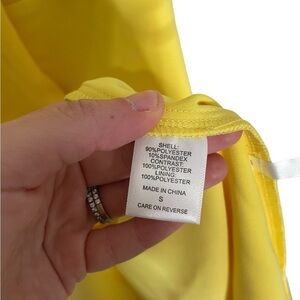 SHELL:
90%POLYESTER
10%SPANDEX
CONTRAST:
100%POLYESTER
LINING:
100%POLYESTER
MADE IN CHINA
S
CARE ON REVERSE